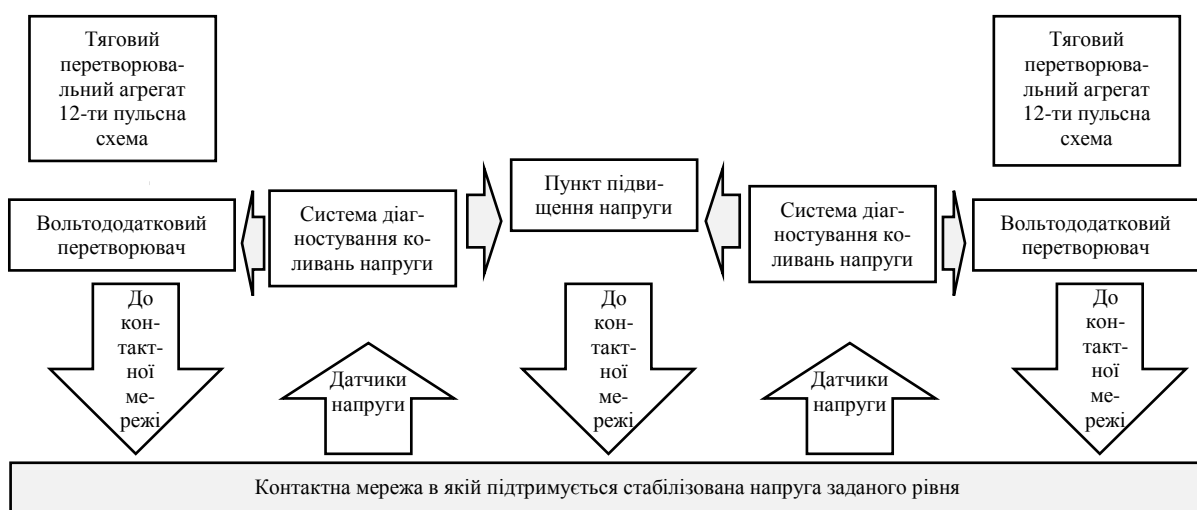 Тяговий
перетворюва-
льний агрегат
12-ти пульсна
схема
Тяговий
перетворюва-
льний агрегат
12-ти пульсна
схема
Вольтододатковий
перетворювач
Система діаг-
ностування ко-
ливань напруги
Пункт підви-
щення напруги
Система діаг-
ностування ко-
ливань напруги
Вольтододатковий
перетворювач
До
кон-
тактт-
ної
ме-
режі
Датчики
напруги
До
кон-
такт-
ної
ме-
режі
Датчики
напруги
До
кон-
такт-
ної
ме-
режі
Контактна мережа в якій підтримується стабілізована напруга заданого рівня